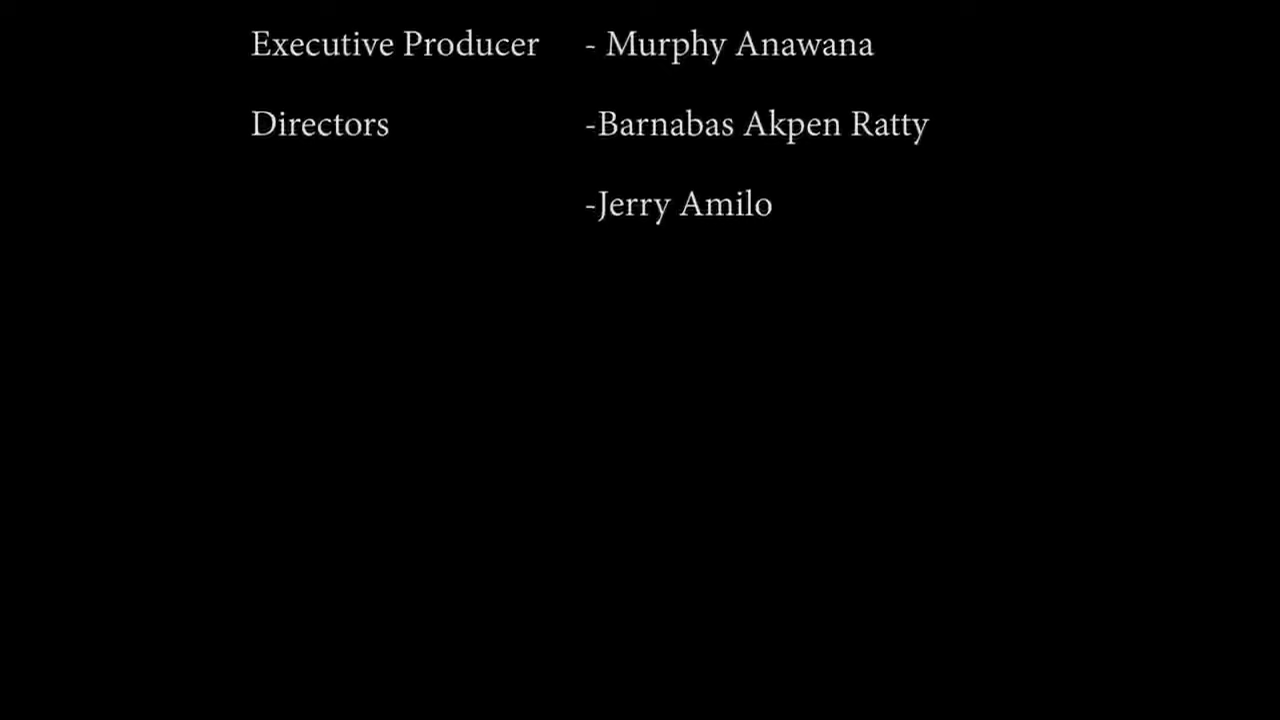 Executive Producer - Murphy Anawana
Directors -Barnabas Akpen Ratty
-Jerry Amilo